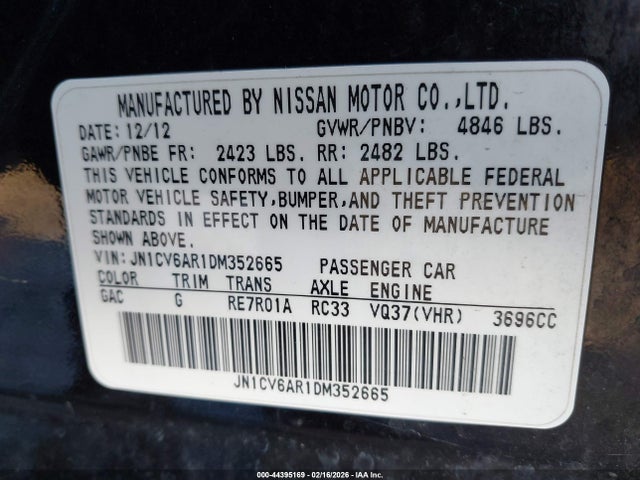 MANUFACTURED BY NISSAN MOTOR CO.,LTD.
DATE: 12/12 GVWR/PNBV: 4846 LBS.
GAWR/PNBE FR: 2423 LBS. RR: 2482 LBS.
THIS VEHICLE CONFORMS TO ALL APPLICABLE FEDERAL
MOTOR VEHICLE SAFETY,BUMPER,AND THEFT PREVENTION
STANDARDS IN EFFECT ON THE DATE OF MANUFACTURE
SHOWN ABOVE.
VIN:JN1CV6AR1DM352665 PASSENGER CAR
COLOR TRIM TRANS AXLE ENGINE
GAC G RE7R01A RC33 VQ37(VHR) 3696CC
JN1CV6AR1DM352665
000-44395169 - 02/16/2026 - IAA Inc.